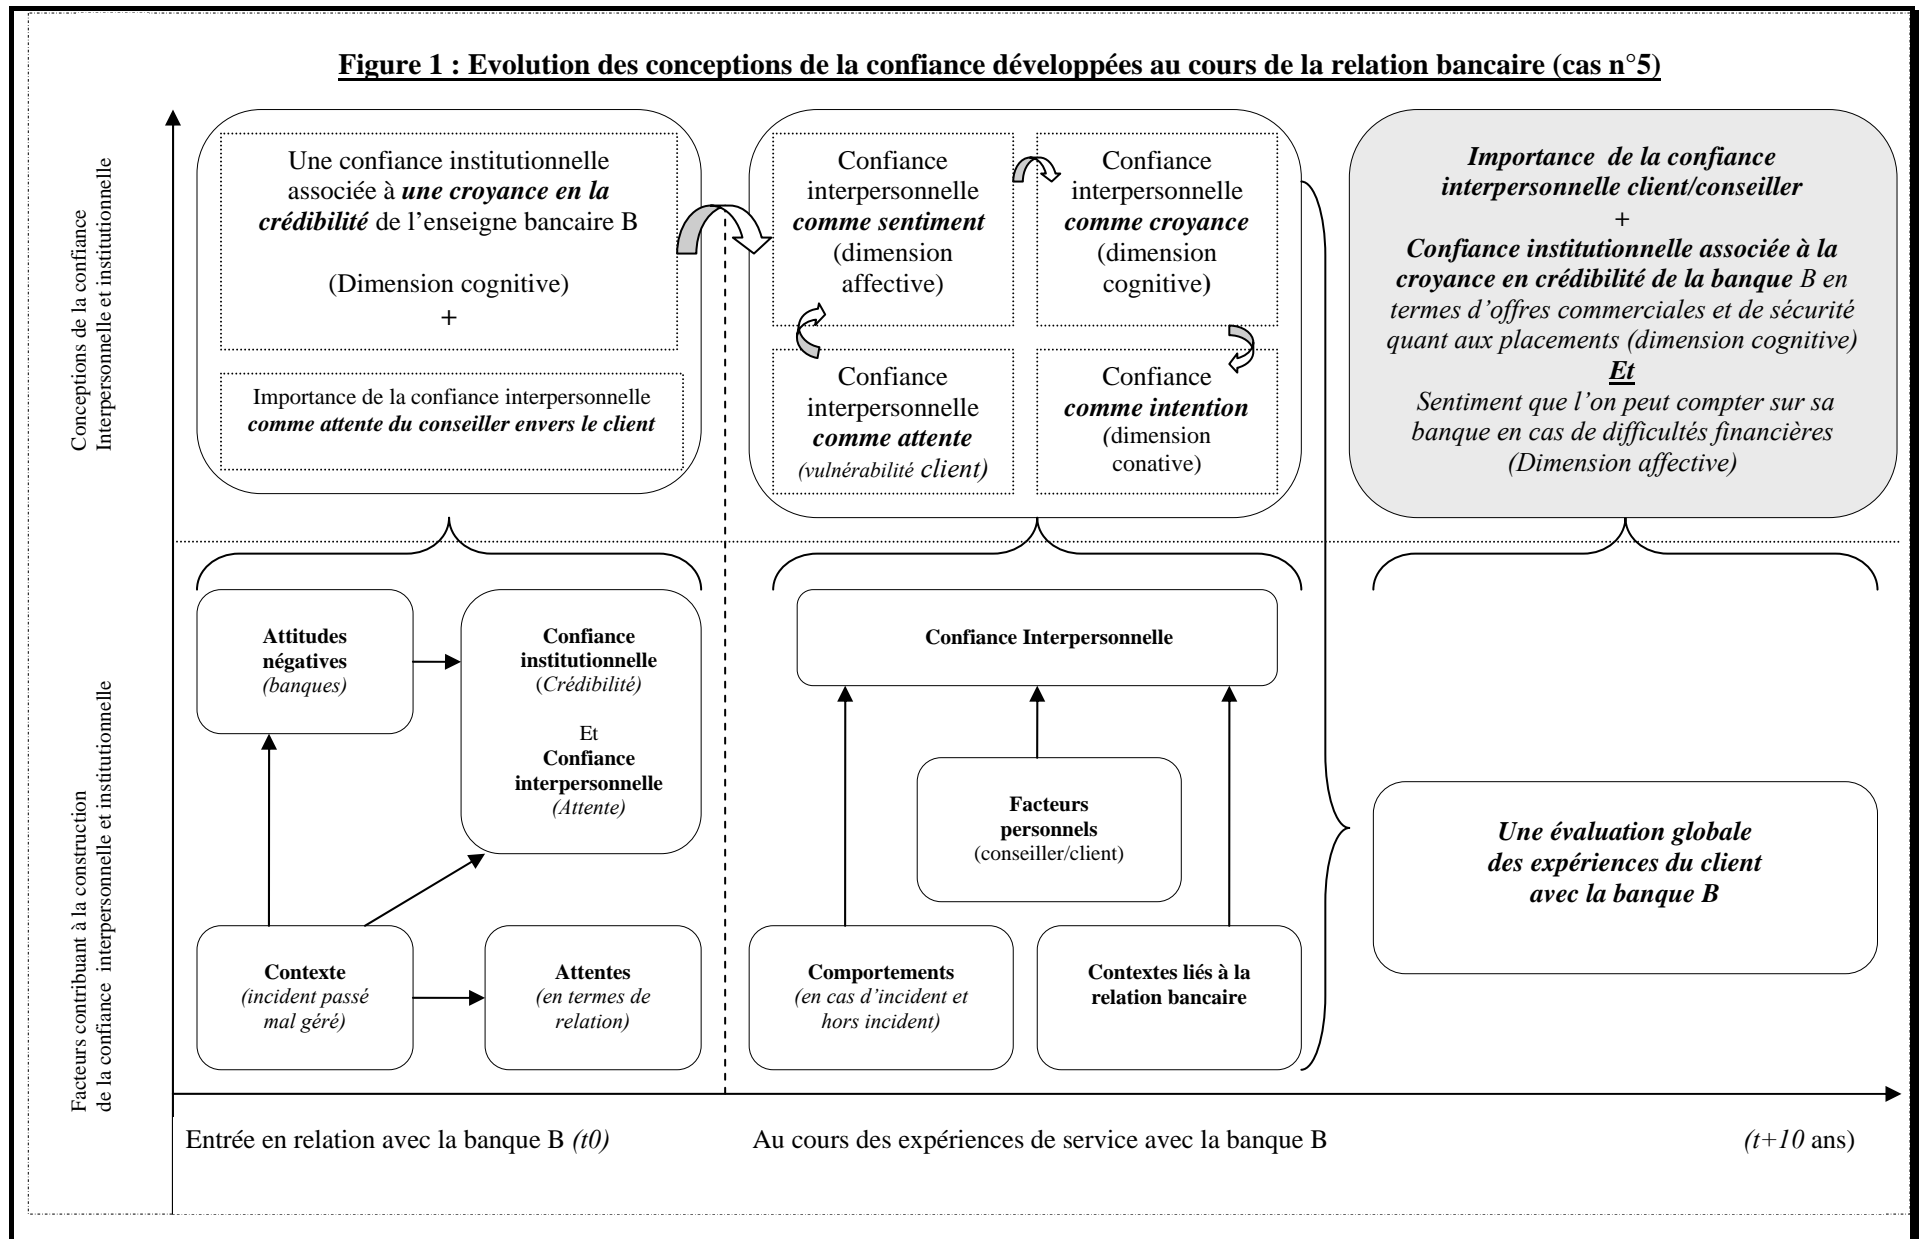 Figure 1 : Evolution des conceptions de la confiance développées au cours de la relation bancaire (cas n°5)
Conceptions de la confiance
Interpersonnelle et institutionnelle
Une confiance institutionnelle
associée à une croyance en la
crédibilité de l’enseigne bancaire B
(Dimension cognitive)
+
Importance de la confiance interpersonnelle
comme attente du conseiller envers le client
Confiance
interpersonnelle
comme sentiment
(dimension
affective)
Confiance
interpersonnelle
comme croyance
(dimension
cognitive)
Confiance
interpersonnelle
comme attente
(vulnérabilité client)
Confiance
comme intention
(dimension
conative)
Importance de la confiance
interpersonnelle client/conseiller
+
Confiance institutionnelle associée à la
croyance en crédibilité de la banque B en
termes d’offres commerciales et de sécurité
quant aux placements (dimension cognitive)
Et
Sentiment que l’on peut compter sur sa
banque en cas de difficultés financières
(Dimension affective)
Facteurs contribuant à la construction
de la confiance interpersonnelle et institutionnelle
Attitudes
négatives
(banques)
Confiance
institutionnelle
(Crédibilité)
Et
Confiance
interpersonnelle
(Attente)
Contexte
(incident passé
mal géré)
Attentes
(en termes de
relation)
Confiance Interpersonnelle
Facteurs
personnels
(conseiller/client)
Comportements
(en cas d’incident et
hors incident)
Contextes liés à la
relation bancaire
Une évaluation globale
des expériences du client
avec la banque B
Entrée en relation avec la banque B (t0)
Au cours des expériences de service avec la banque B
(t+10 ans)